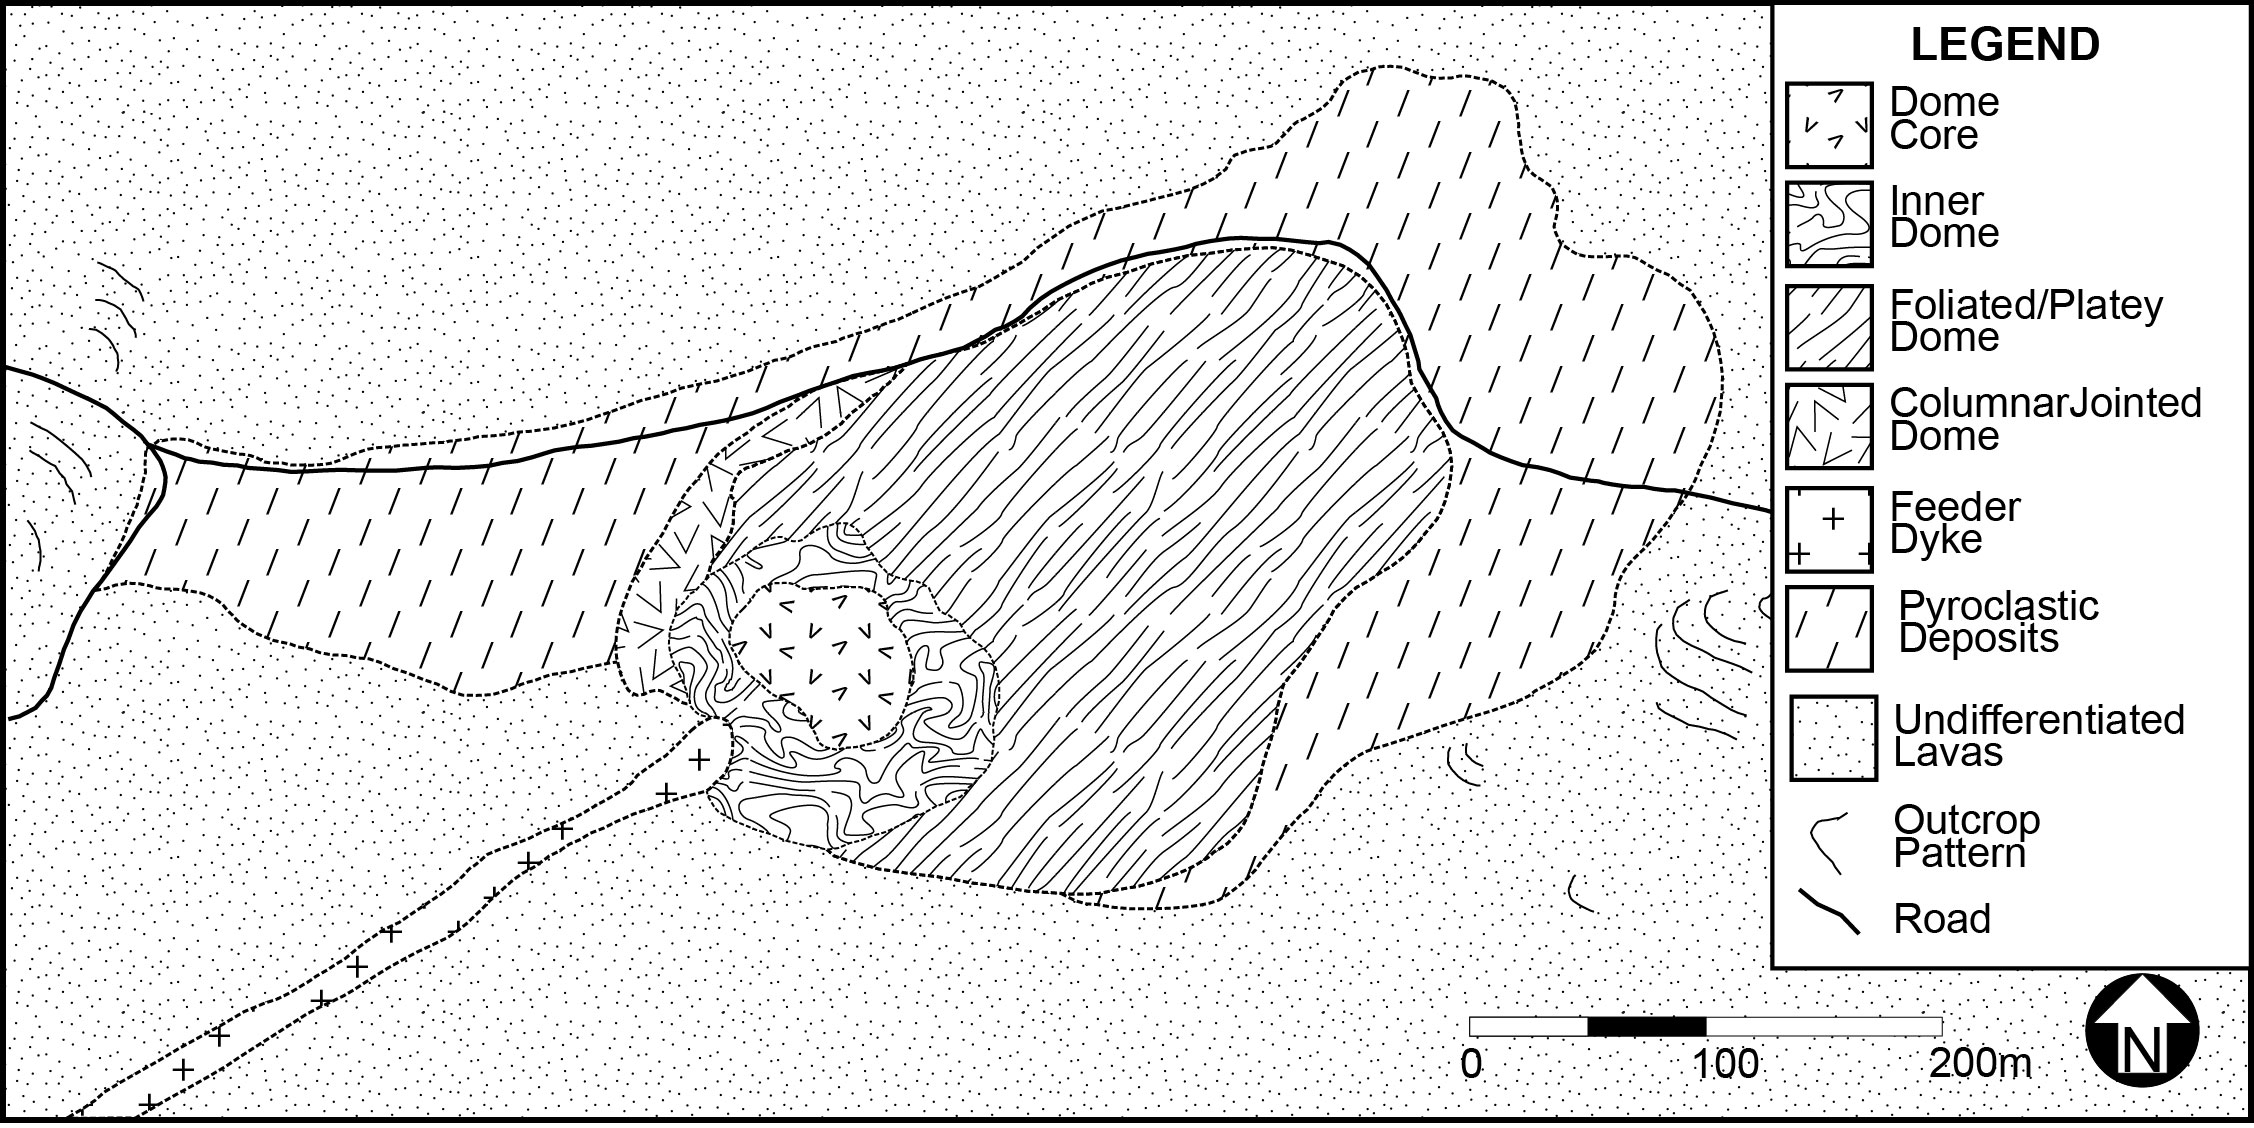 LEGEND
Dome
Core
Inner
Dome
Foliated/Platey
Dome
ColumnarJointed
Dome
Feeder
Dyke
Pyroclastic
Deposits
Undifferentiated
Lavas
Outcrop
Pattern
Road
0 100 200m
N